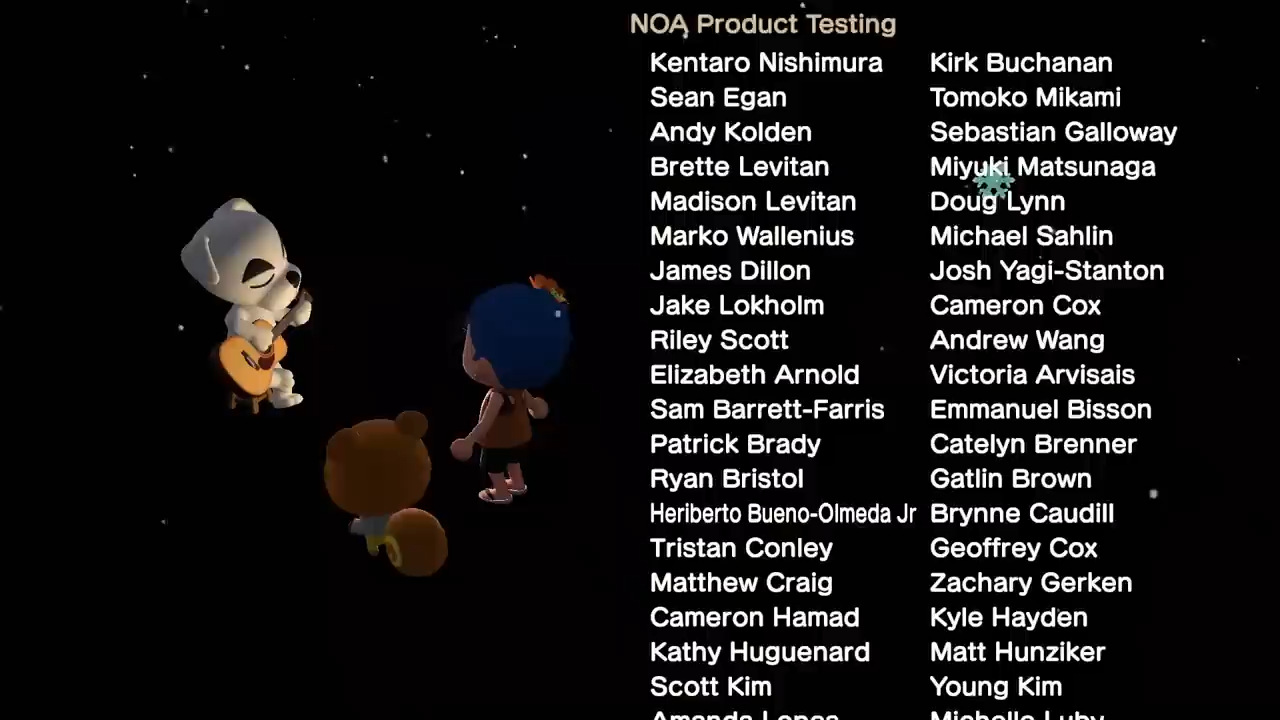 NOA Product Testing
Kentaro Nishimura Kirk Buchanan
Sean Egan Tomoko Mikami
Andy Kolden Sebastian Galloway
Brette Levitan Miyuki Matsunaga
Madison Levitan Doug Lynn
Marko Wallenius Michael Sahlin
James Dillon Josh Yagi-Stanton
Jake Lokholm Cameron Cox
Riley Scott Andrew Wang
Elizabeth Arnold Victoria Arvisais
Sam Barrett-Farris Emmanuel Bisson
Patrick Brady Catelyn Brenner
Ryan Bristol Gatlin Brown
Heriberto Bueno-Olmeda Jr Brynne Caudill
Tristan Conley Geoffrey Cox
Matthew Craig Zachary Gerken
Cameron Hamad Kyle Hayden
Kathy Huguenard Matt Hunziker
Scott Kim Young Kim